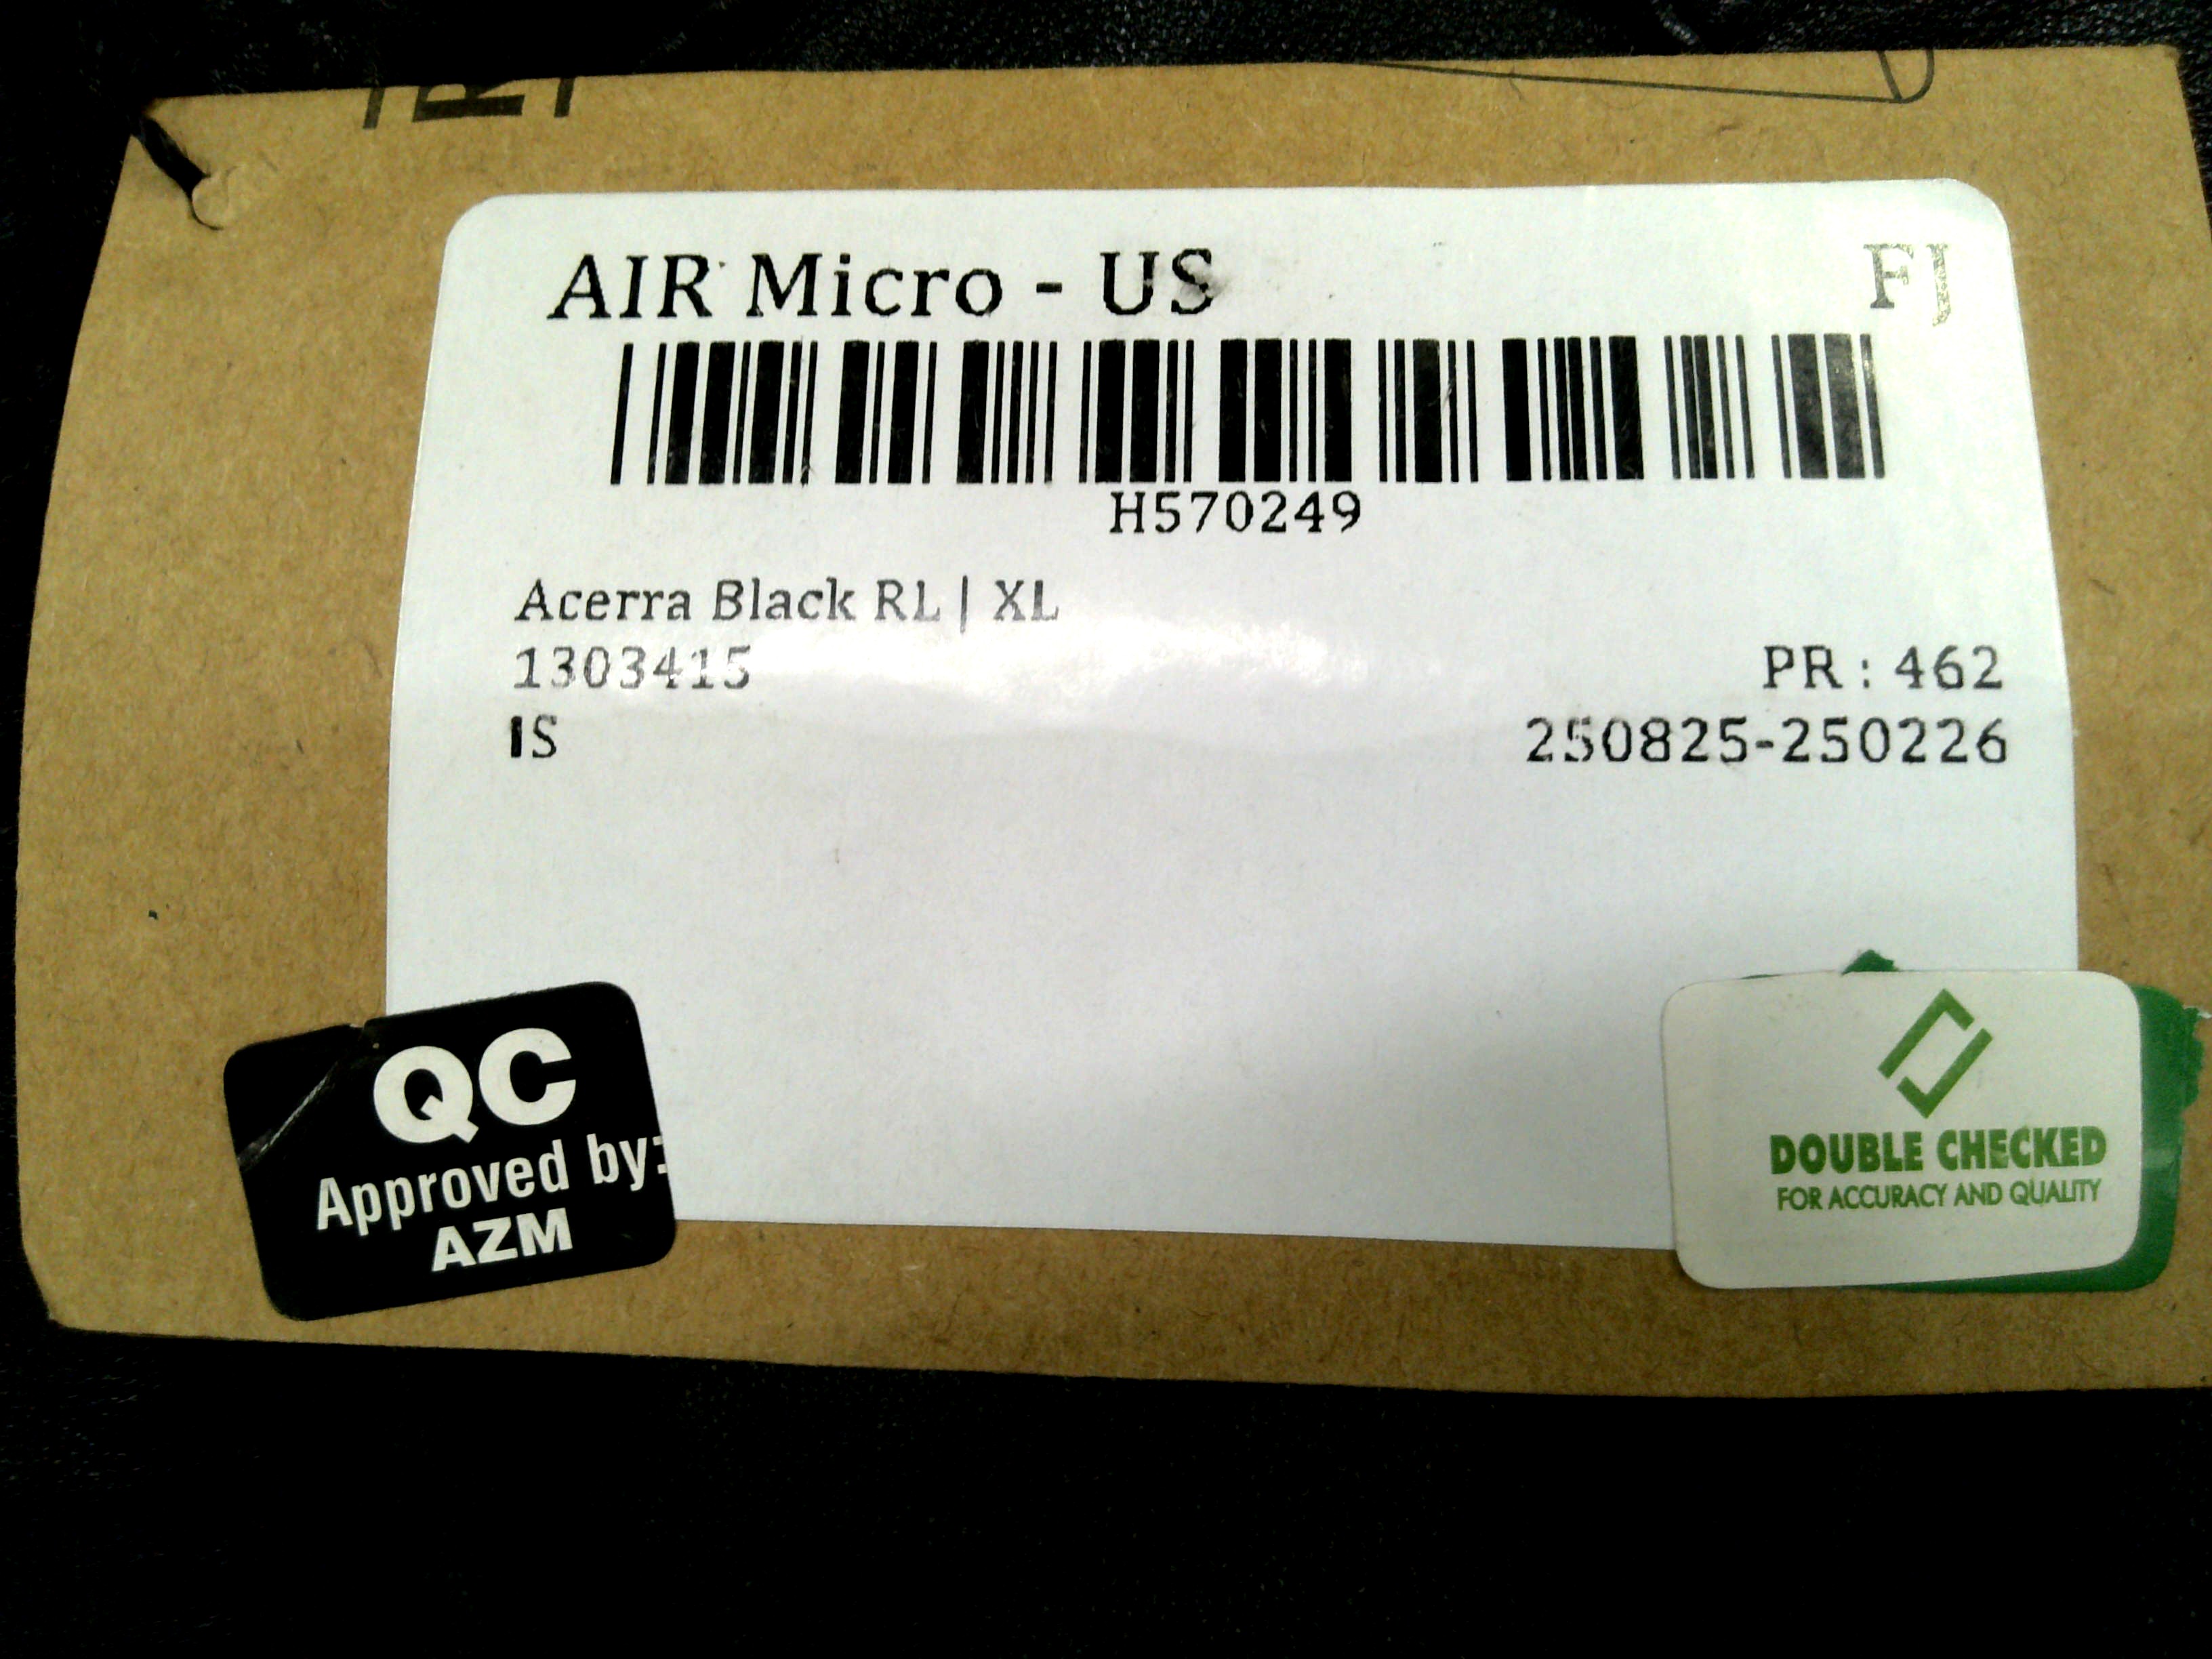 AIR Micro - US FJ
H570249
Acerra Black RL | XL
1303415
PR : 462
IS
250825-250226
QC
Approved by:
AZM
DOUBLE CHECKED
FOR ACCURACY AND QUALITY